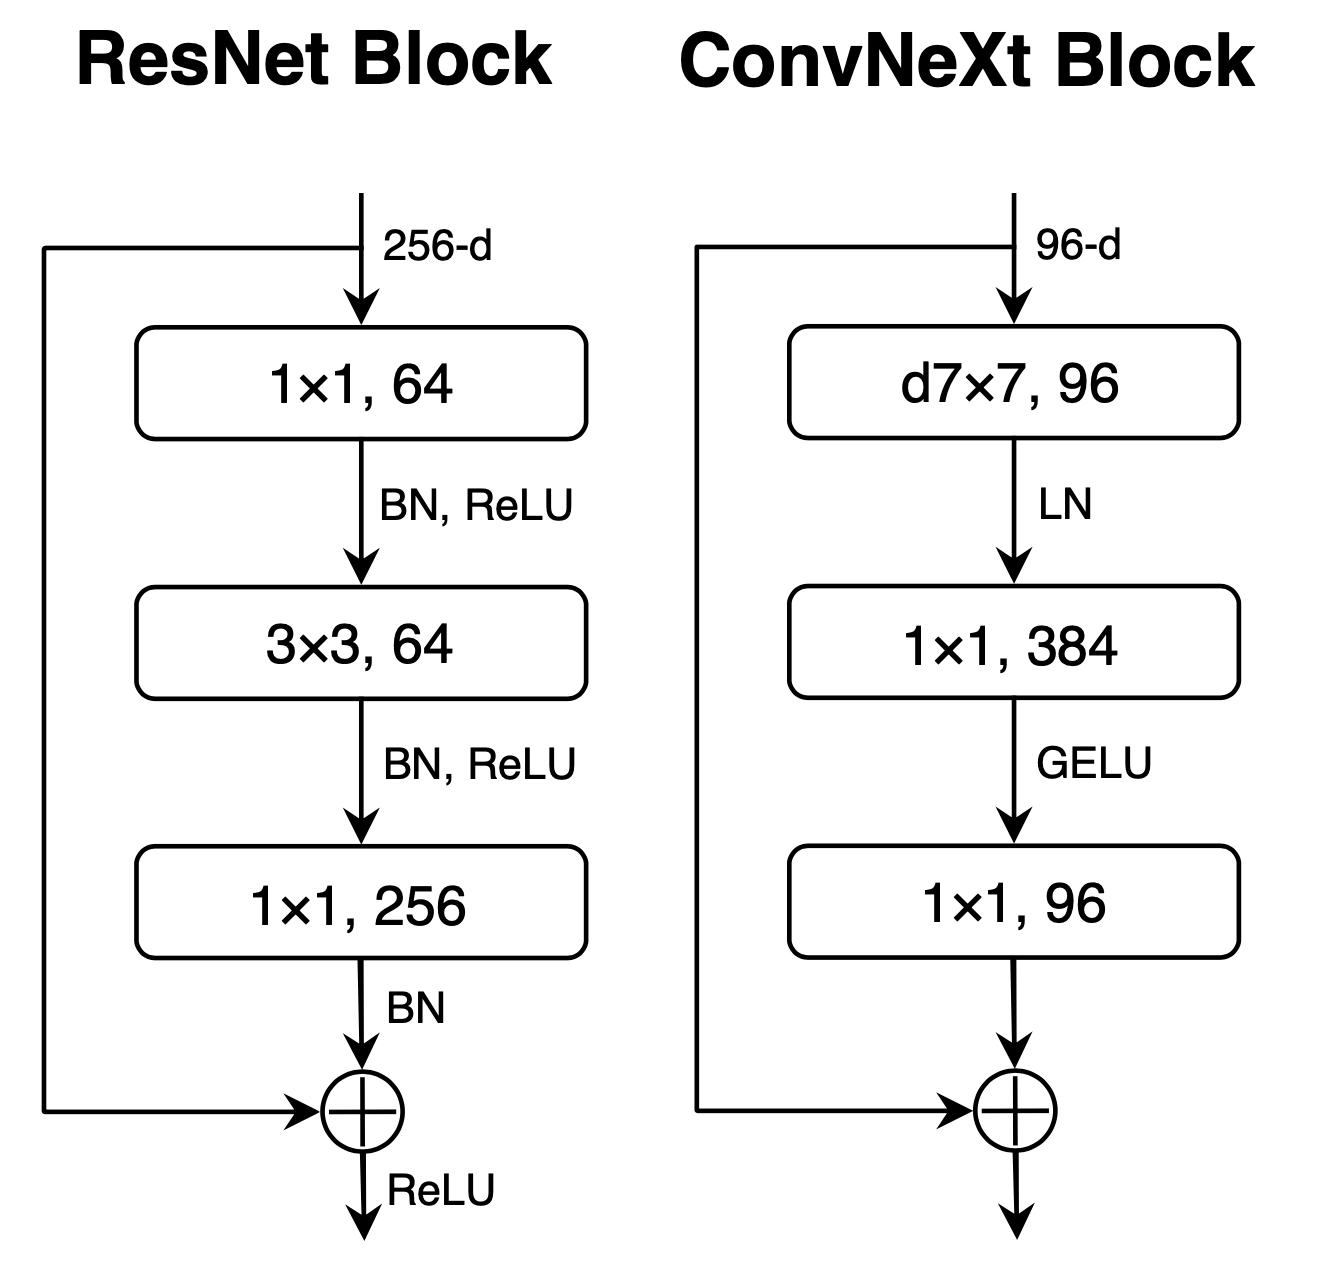 ResNet Block
256-d
1×1, 64
BN, ReLU
3×3, 64
BN, ReLU
1×1, 256
BN
ReLU
ConvNeXt Block
96-d
d7×7, 96
LN
1×1, 384
GELU
1×1, 96